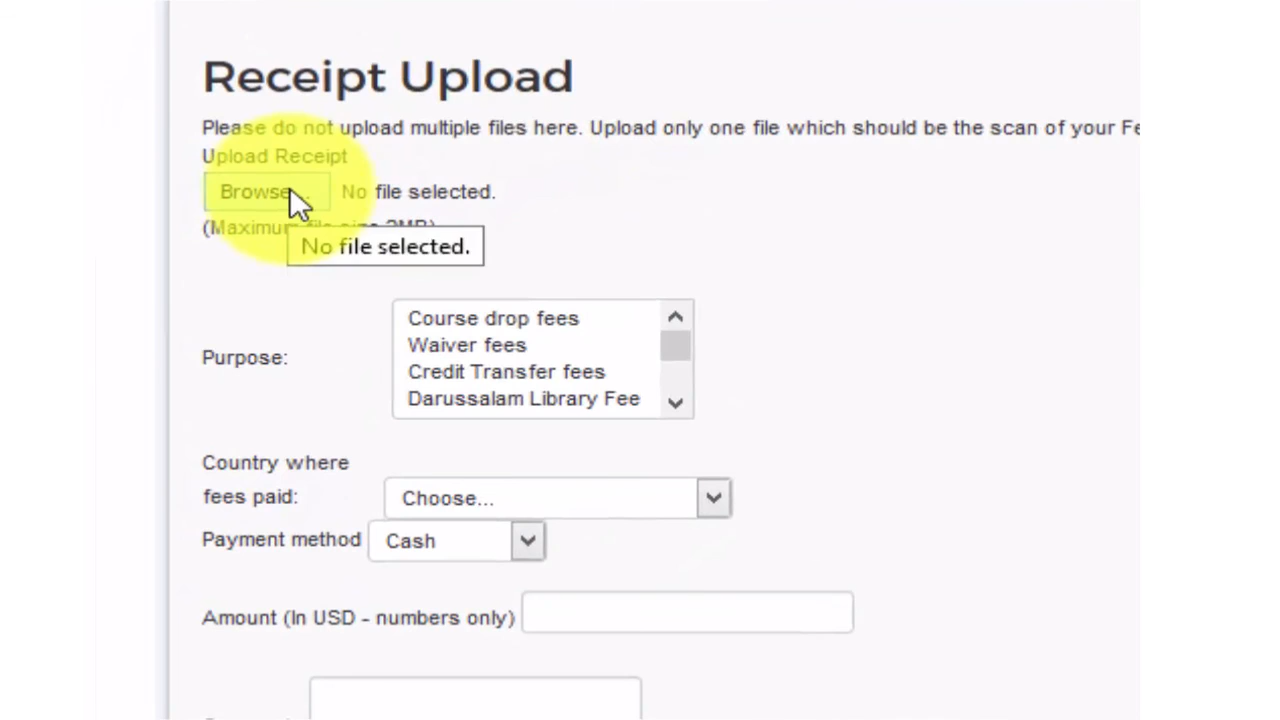 Receipt Upload
Please do not upload multiple files here. Upload only one file which should be the scan of your Fe
Upload Receipt
Browse... No file selected.
(Maximum file size 2MB)
No file selected.
Course drop fees
Waiver fees
Purpose:
Credit Transfer fees
Darussalam Library Fee
Country where
fees paid: Choose...
Payment method Cash
Amount (In USD - numbers only)